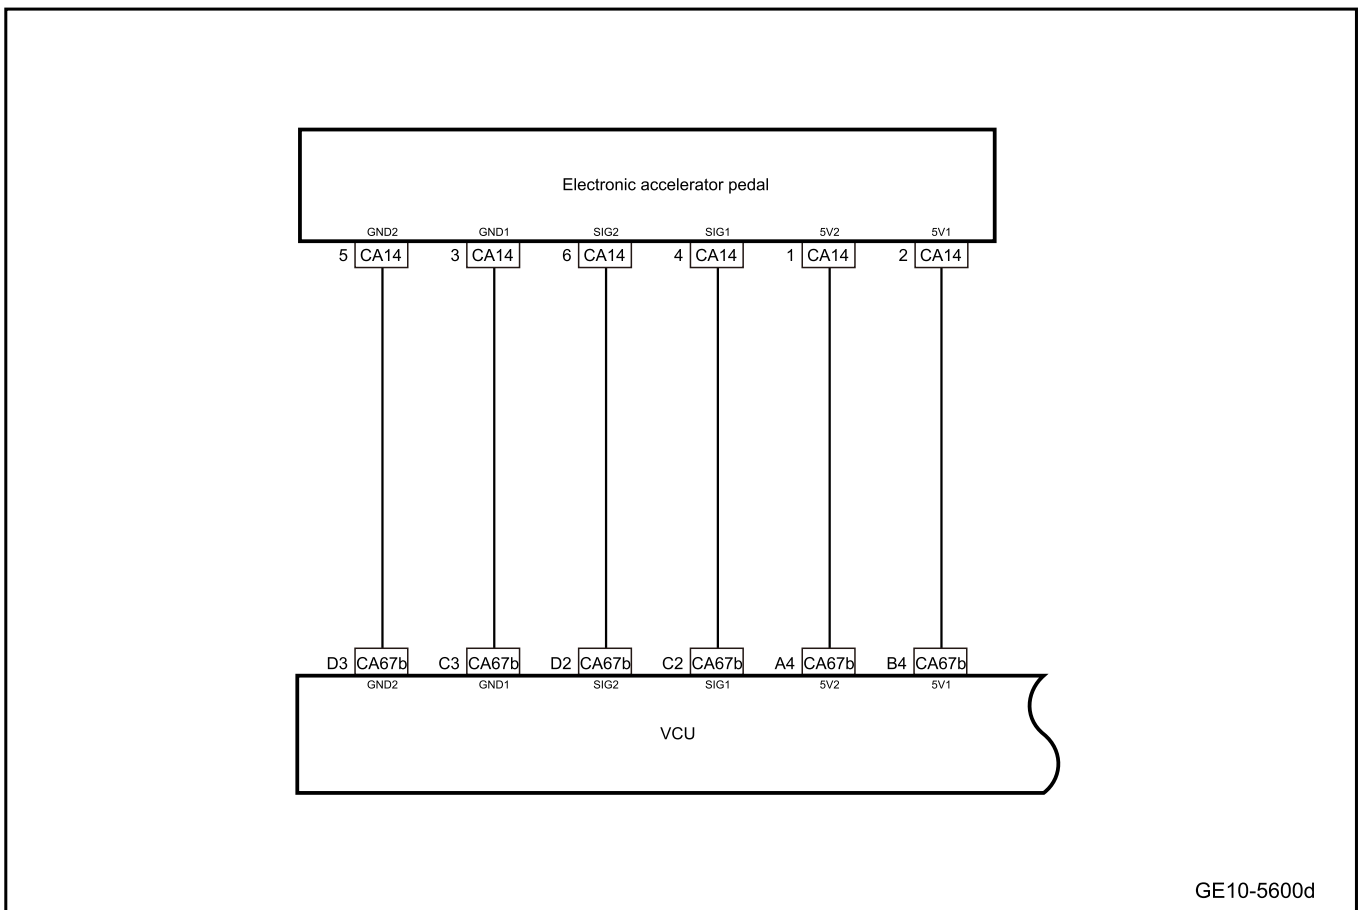 Electronic accelerator pedal
GND2 GND1 SIG2 SIG1 5V2 5V1
5 CA14 3 CA14 6 CA14 4 CA14 1 CA14 2 CA14
D3 CA67b C3 CA67b D2 CA67b C2 CA67b A4 CA67b B4 CA67b
GND2 GND1 SIG2 SIG1 5V2 5V1
VCU
GE10-5600d